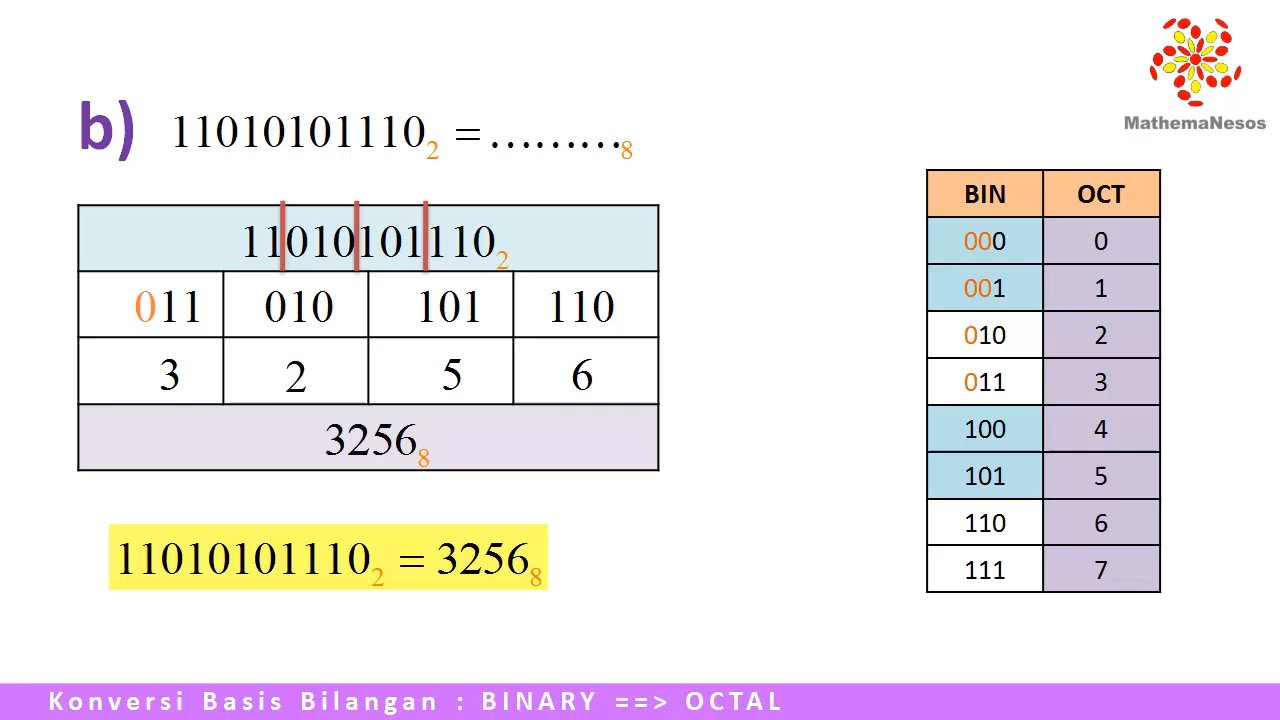 MathemaNesos
b) 11010101110₂ = ………₈
11010101110₂
011 010 101 110
3 2 5 6
3256₈
11010101110₂ = 3256₈
BIN OCT
000 0
001 1
010 2
011 3
100 4
101 5
110 6
111 7
Konversi Basis Bilangan : BINARY ==> OCTAL